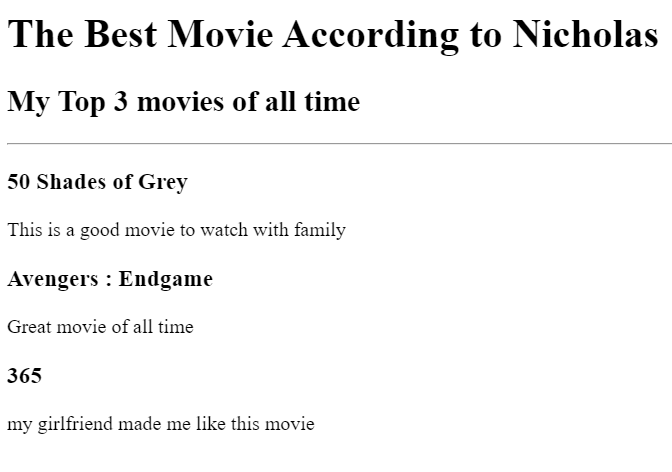 The Best Movie According to Nicholas
My Top 3 movies of all time
50 Shades of Grey
This is a good movie to watch with family
Avengers : Endgame
Great movie of all time
365
my girlfriend made me like this movie